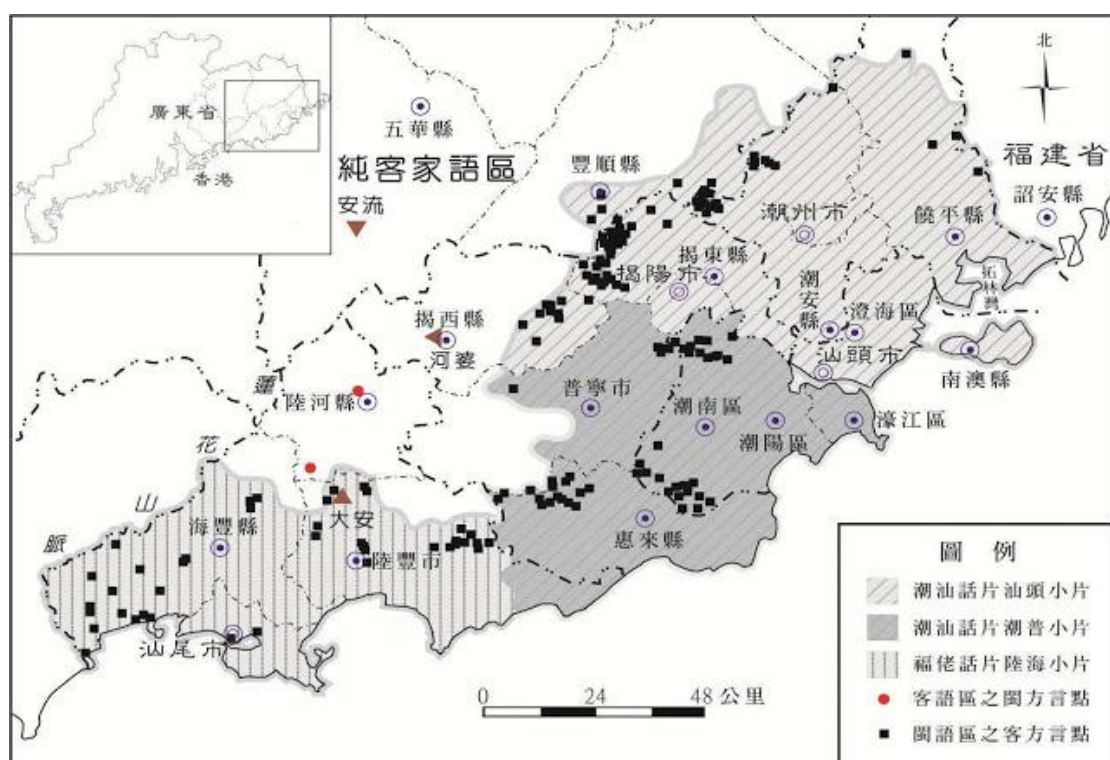 廣東省
香港
北
五華縣
純客家語區
安流
豐順縣
福建省
詔安縣
潮州市
饒平縣
揭東縣
揭陽市
拓林灣
潮安縣
澄海區
汕頭市
南澳縣
揭西縣
河婆
陸河縣
普寧市
潮南區
潮陽區
濠江區
蓮
花
山
脈
海豐縣
大安
陸豐市
惠來縣
汕尾市
0 24 48 公里
圖 例
潮汕話片汕頭小片
潮汕話片潮普小片
福佬話片陸海小片
客語區之閩方言點
閩語區之客方言點